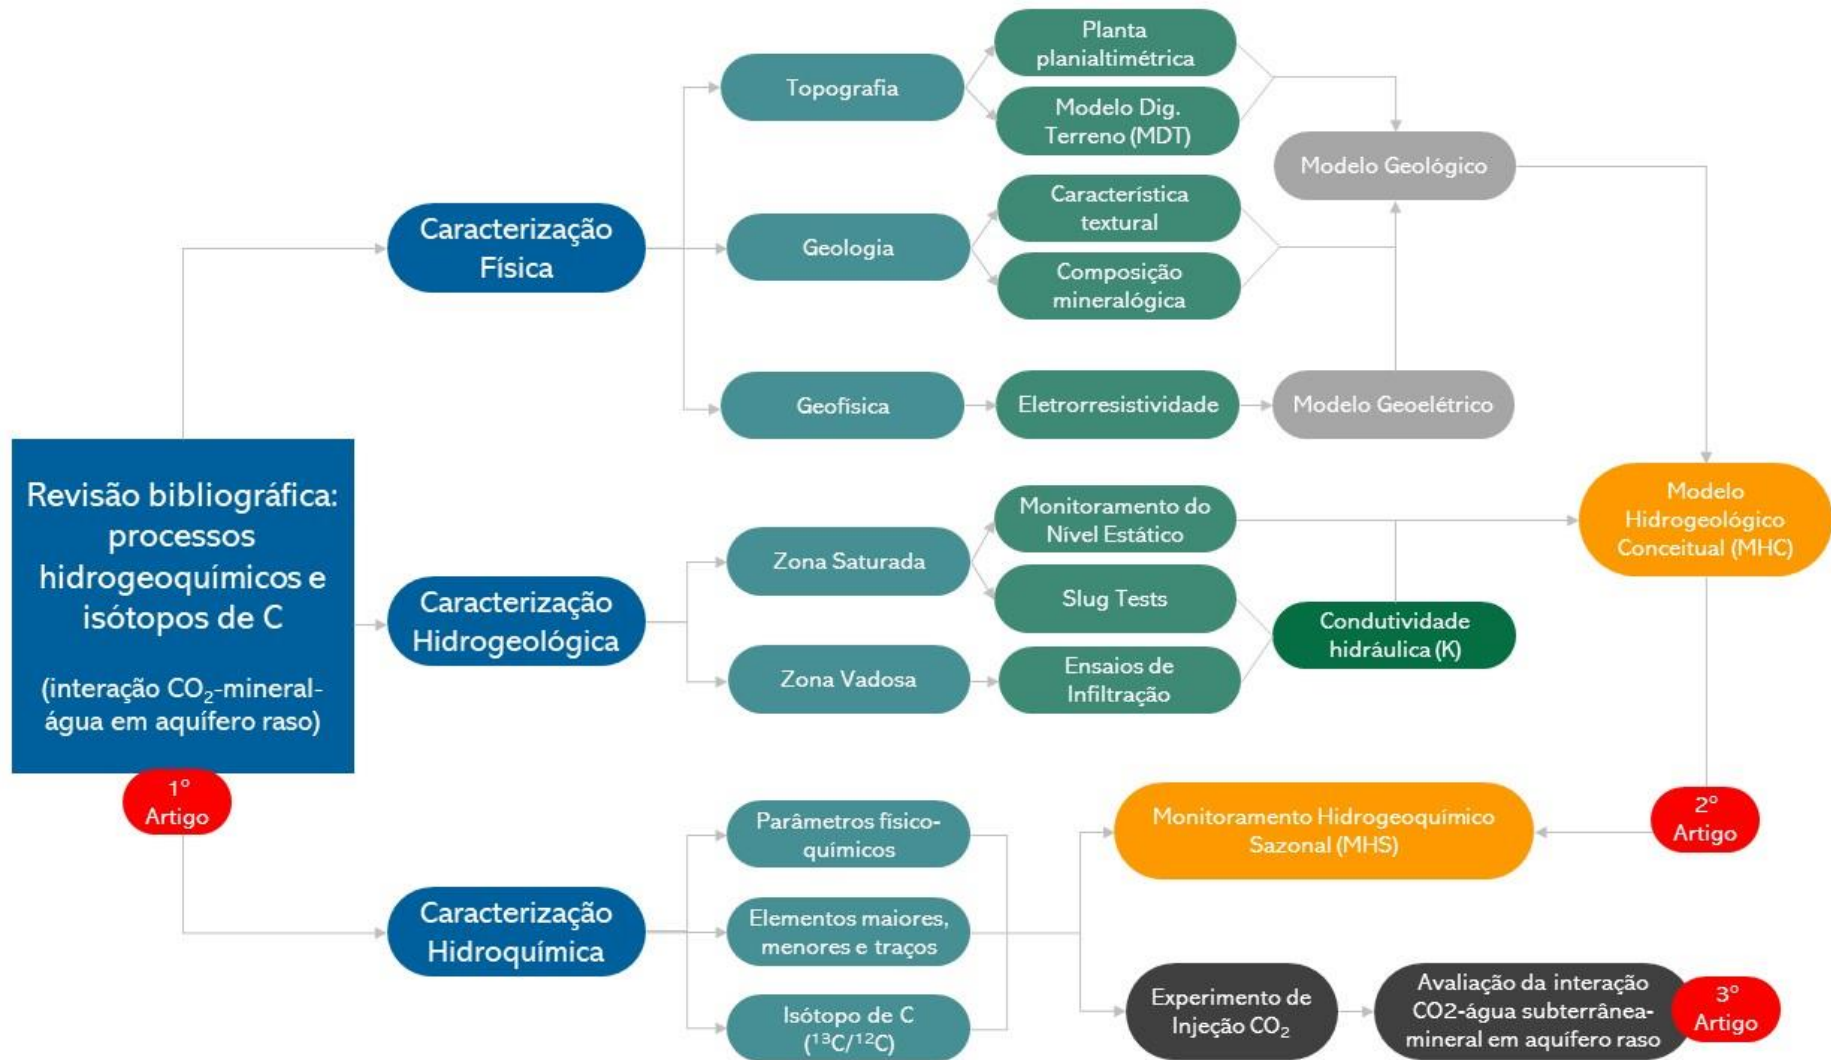 Revisão bibliográfica:
processos
hidrogeoquímicos e
isótopos de C
(interação CO₂-mineral-
água em aquífero raso)
1º
Artigo
Caracterização
Física
Topografia
Planta
planialtimétrica
Modelo Dig.
Terreno (MDT)
Geologia
Característica
textural
Composição
mineralógica
Modelo Geológico
Geofísica
Eletrorresistividade
Modelo Geoelétrico
Caracterização
Hidrogeológica
Zona Saturada
Monitoramento do
Nível Estático
Slug Tests
Zona Vadosa
Ensaios de
Infiltração
Condutividade
hidráulica (K)
Modelo
Hidrogeológico
Conceitual (MHC)
2º
Artigo
Caracterização
Hidroquímica
Parâmetros físico-
químicos
Elementos maiores,
menores e traços
Isótopo de C
(¹³C/¹²C)
Monitoramento Hidrogeoquímico
Sazonal (MHS)
Experimento de
Injeção CO₂
Avaliação da interação
CO2-água subterrânea-
mineral em aquífero raso
3º
Artigo